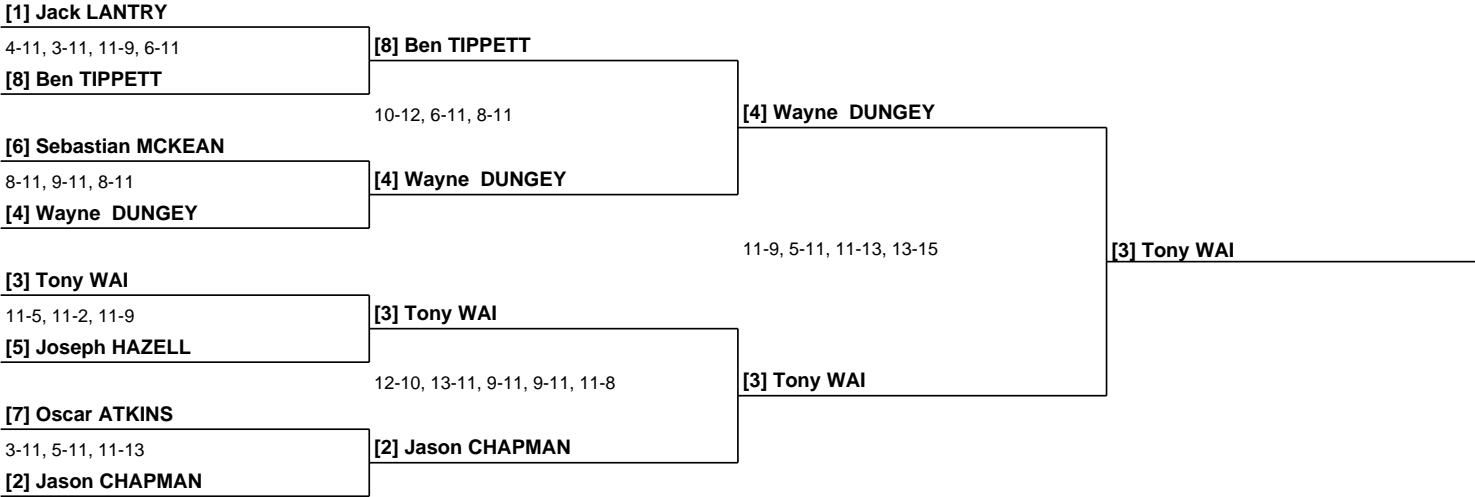 [1] Jack LANTRY
4-11, 3-11, 11-9, 6-11
[8] Ben TIPPETT
[8] Ben TIPPETT
10-12, 6-11, 8-11
[4] Wayne  DUNGEY
[6] Sebastian MCKEAN
8-11, 9-11, 8-11
[4] Wayne  DUNGEY
[4] Wayne  DUNGEY
11-9, 5-11, 11-13, 13-15
[3] Tony WAI
[3] Tony WAI
11-5, 11-2, 11-9
[5] Joseph HAZELL
[3] Tony WAI
12-10, 13-11, 9-11, 9-11, 11-8
[3] Tony WAI
[7] Oscar ATKINS
3-11, 5-11, 11-13
[2] Jason CHAPMAN
[2] Jason CHAPMAN